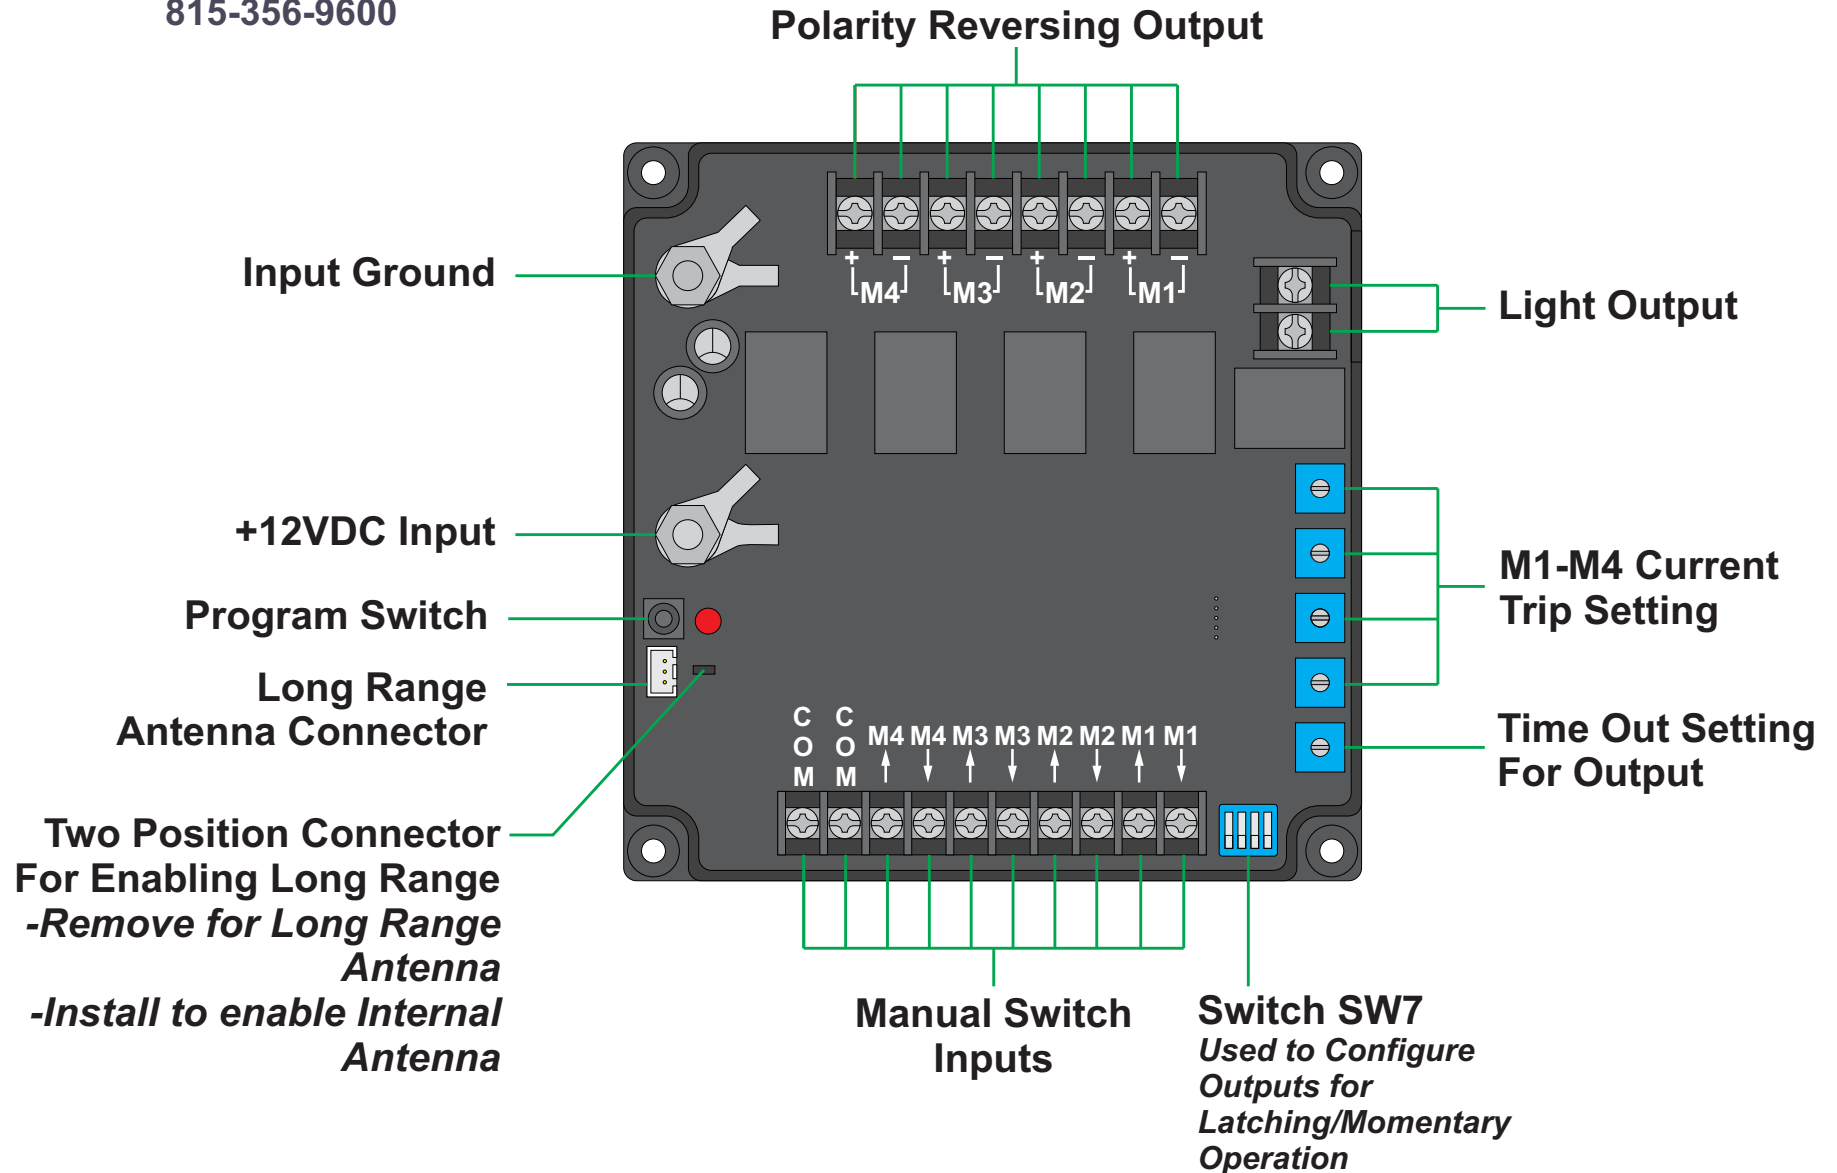 815-356-9600
Polarity Reversing Output
Input Ground
+ - + - + - + -
M4 M3 M2 M1
Light Output
+12VDC Input
Program Switch
Long Range
Antenna Connector
M1-M4 Current
Trip Setting
Time Out Setting
For Output
COM COM M4 M4 M3 M3 M2 M2 M1 M1
Two Position Connector
For Enabling Long Range
-Remove for Long Range
Antenna
-Install to enable Internal
Antenna
Manual Switch
Inputs
Switch SW7
Used to Configure
Outputs for
Latching/Momentary
Operation